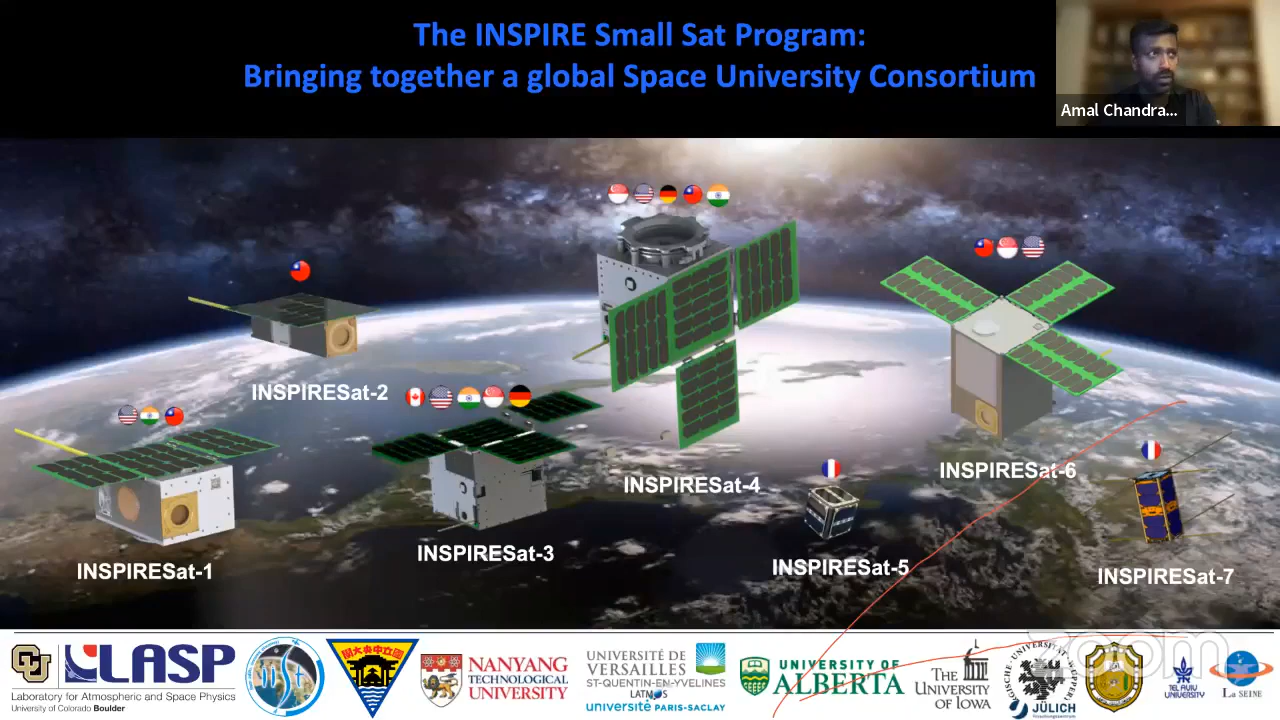 The INSPIRE Small Sat Program:
Bringing together a global Space University Consortium
Amal Chandra...
INSPIRESat-2
INSPIRESat-6
INSPIRESat-4
INSPIRESat-3
INSPIRESat-5
INSPIRESat-1
INSPIRESat-7
CU
LASP
Laboratory for Atmospheric and Space Physics
University of Colorado Boulder
IIST
NANYANG
TECHNOLOGICAL
UNIVERSITY
UNIVERSITÉ DE
VERSAILLES
ST-QUENTIN-EN-YVELINES
LATMOS
université PARIS-SACLAY
UNIVERSITY OF
ALBERTA
THE
UNIVERSITY
OF IOWA
JÜLICH
Forschungszentrum
TEL AVIV
UNIVERSITY
LA SEINE
zoom